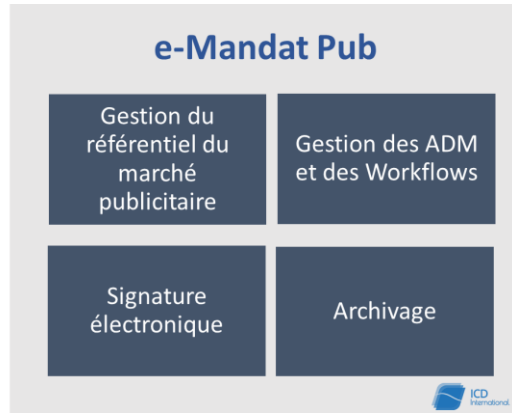 e-Mandat Pub
Gestion du
référentiel du
marché
publicitaire
Gestion des ADM
et des Workflows
Signature
électronique
Archivage
ICD
International